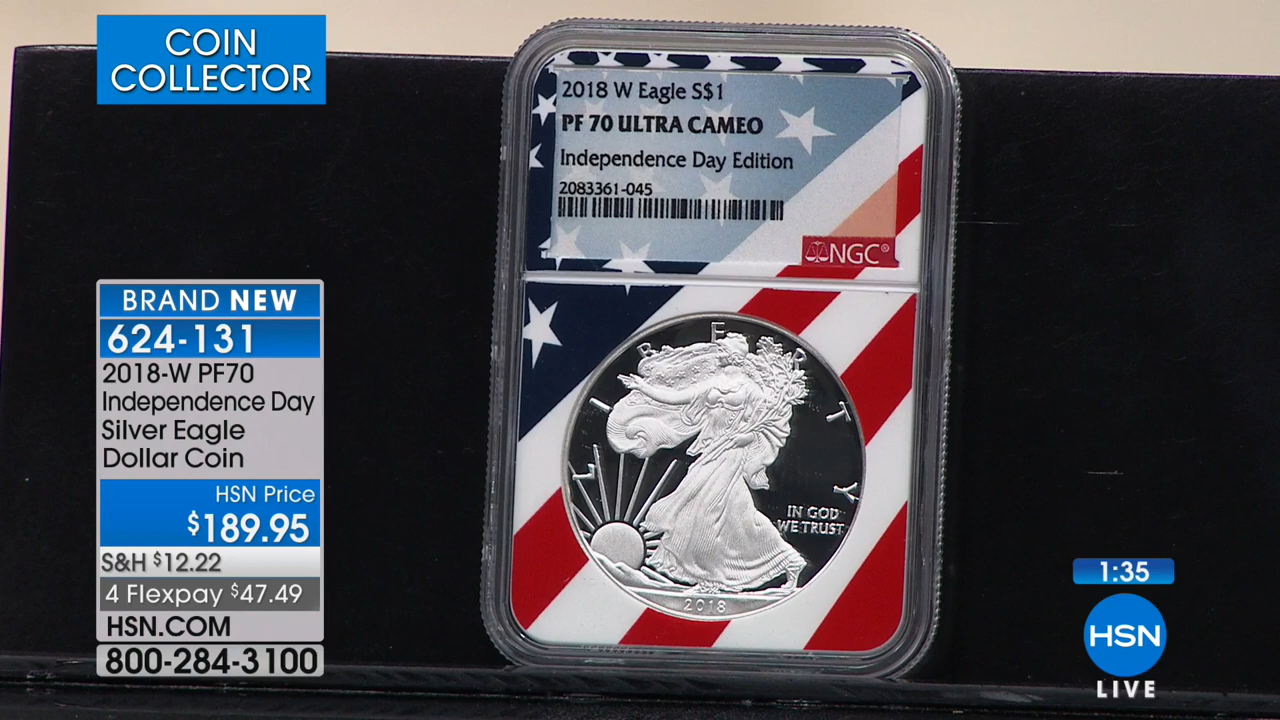 COIN
COLLECTOR
BRAND NEW
624-131
2018-W PF70
Independence Day
Silver Eagle
Dollar Coin
HSN Price
$189.95
S&H $12.22
4 Flexpay $47.49
HSN.COM
800-284-3100
2018 W Eagle S$1
PF 70 ULTRA CAMEO
Independence Day Edition
2083361-045
NGC®
LIBERTY
IN GOD
WE TRUST
2018
1:35
HSN
LIVE